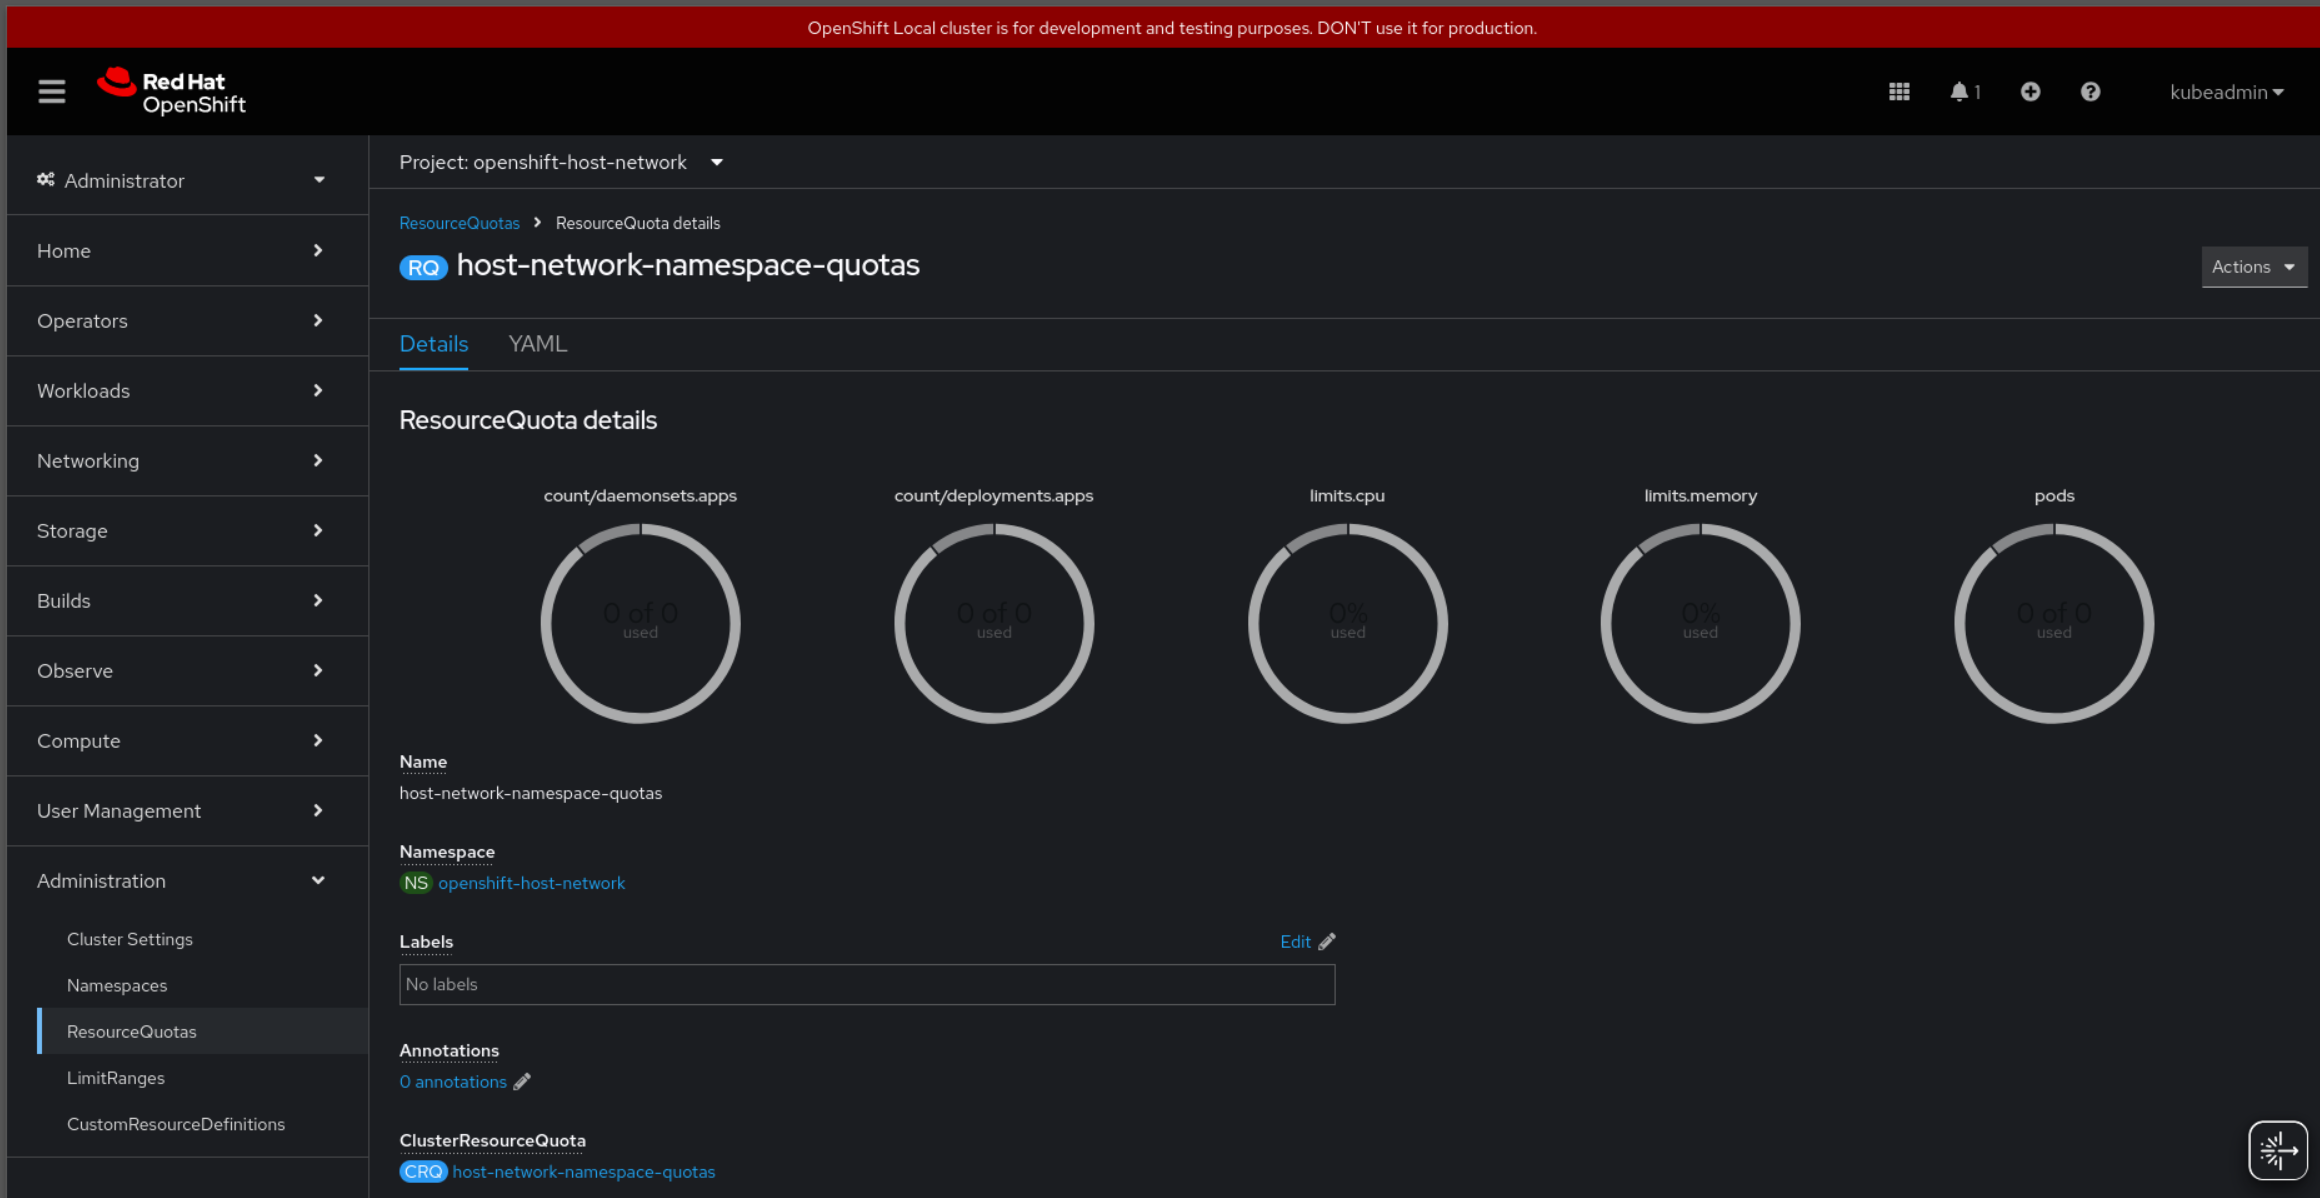 OpenShift Local cluster is for development and testing purposes. DON'T use it for production.
Red Hat
OpenShift
1
kubeadmin
Administrator
Home
Operators
Workloads
Networking
Storage
Builds
Observe
Compute
User Management
Administration
Cluster Settings
Namespaces
ResourceQuotas
LimitRanges
CustomResourceDefinitions
Project: openshift-host-network
ResourceQuotas > ResourceQuota details
RQ host-network-namespace-quotas
Actions
Details YAML
ResourceQuota details
count/daemonsets.apps
0 of 0
used
count/deployments.apps
0 of 0
used
limits.cpu
0%
used
limits.memory
0%
used
pods
0 of 0
used
Name
host-network-namespace-quotas
Namespace
NS openshift-host-network
Labels
Edit
No labels
Annotations
0 annotations
ClusterResourceQuota
CRQ host-network-namespace-quotas